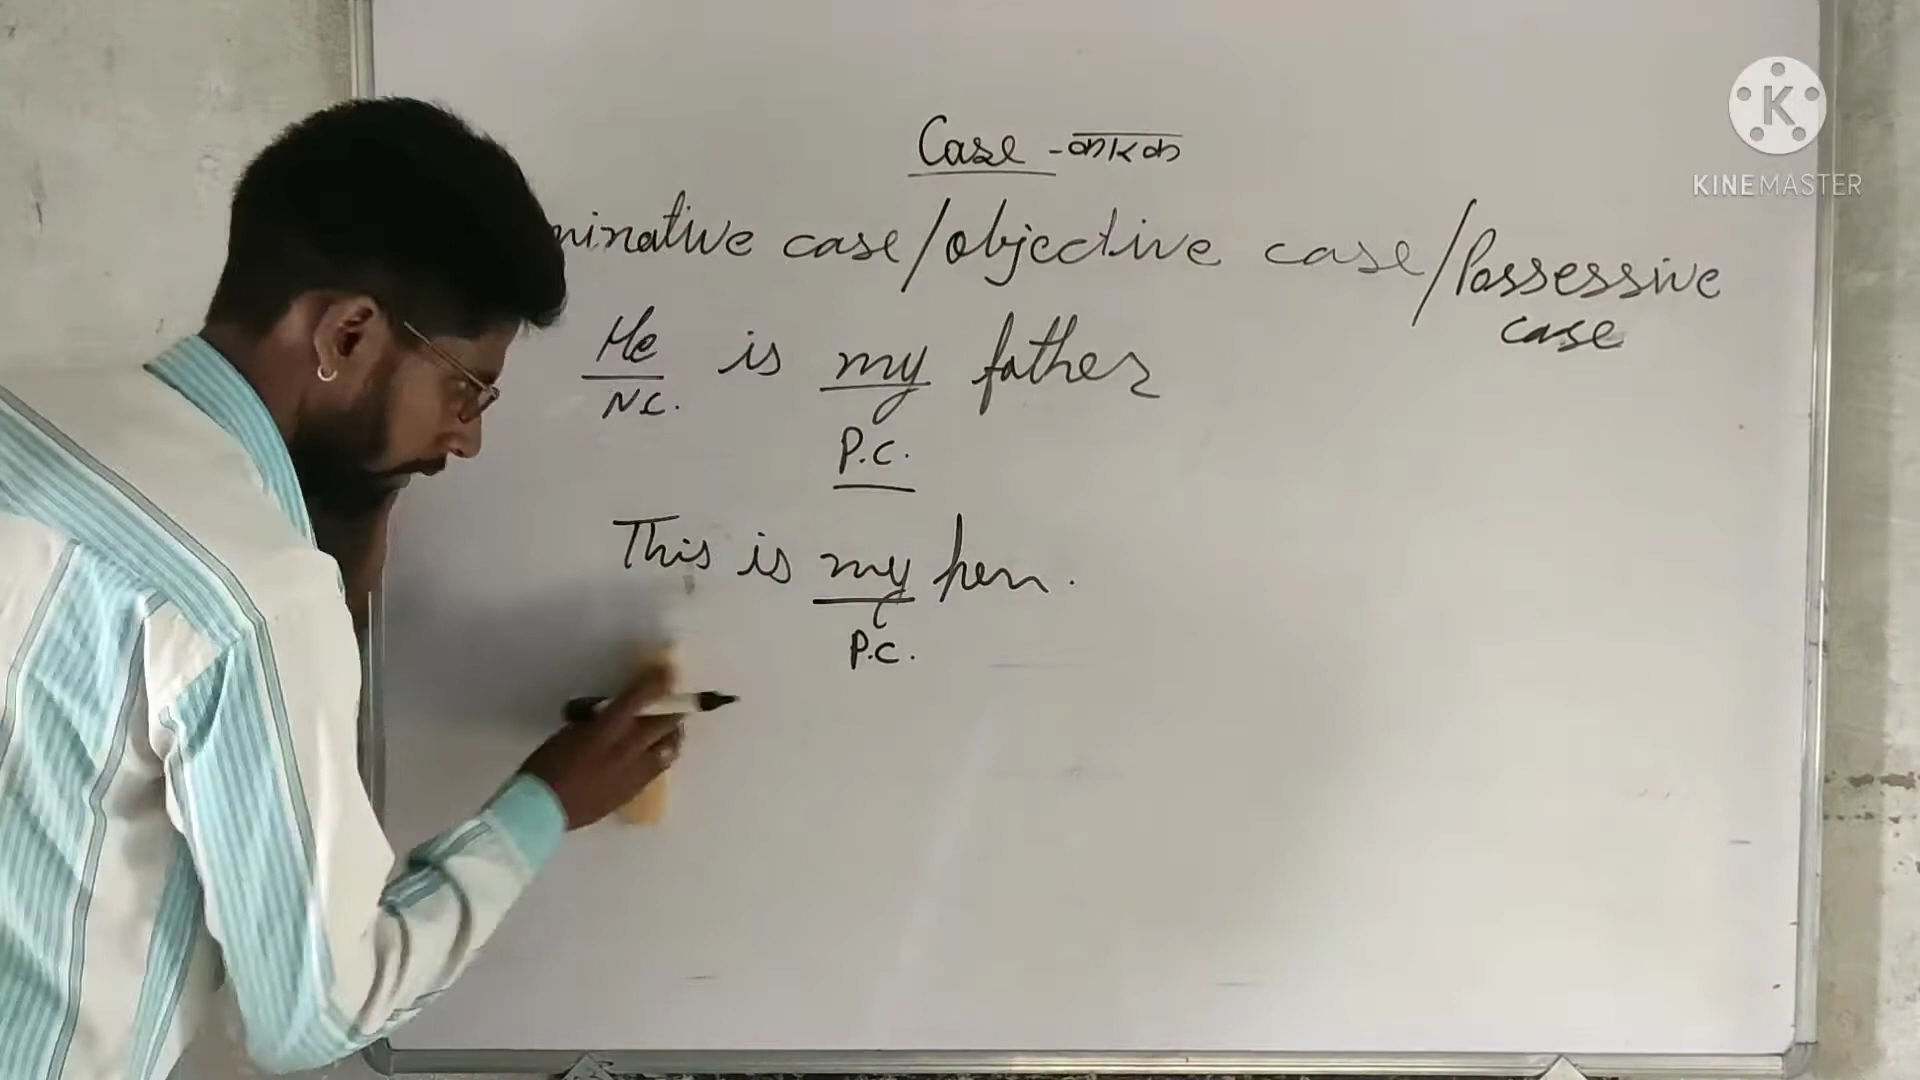 Case - कारक
minative case/objective case/Possessive
case
He is my father
N.C.
P.C.
This is my pen.
P.C.
K
KINEMASTER